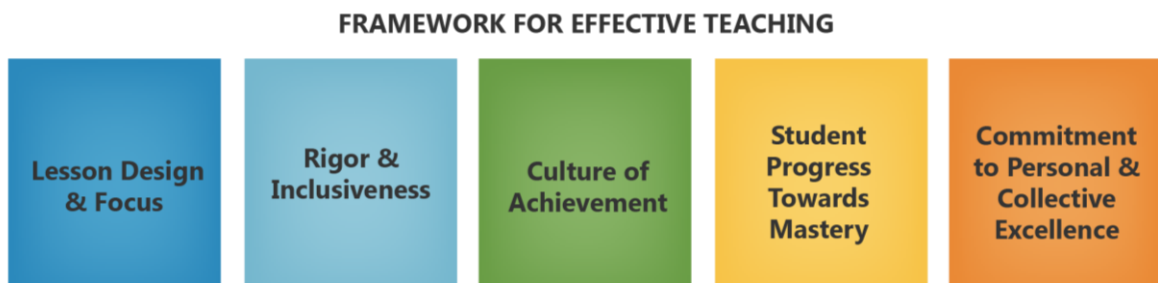 FRAMEWORK FOR EFFECTIVE TEACHING
Lesson Design
& Focus
Rigor &
Inclusiveness
Culture of
Achievement
Student
Progress
Towards
Mastery
Commitment
to Personal &
Collective
Excellence